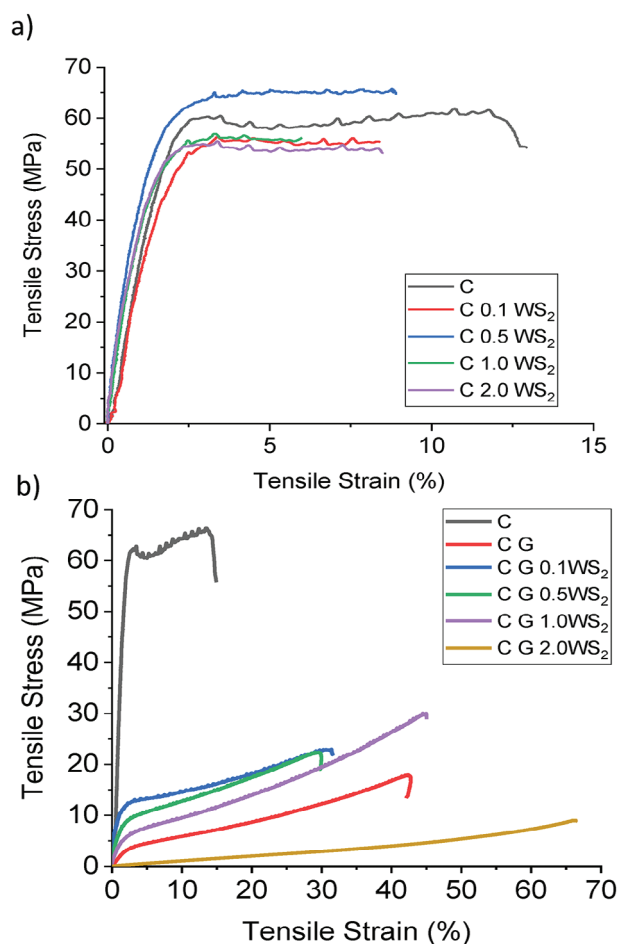 a)
70
60
50
40
30
20
10
0
Tensile Stress (MPa)
C
C 0.1 WS₂
C 0.5 WS₂
C 1.0 WS₂
C 2.0 WS₂
0 5 10 15
Tensile Strain (%)
b)
70
60
50
40
30
20
10
0
Tensile Stress (MPa)
C
C G
C G 0.1WS₂
C G 0.5WS₂
C G 1.0WS₂
C G 2.0WS₂
0 10 20 30 40 50 60 70
Tensile Strain (%)